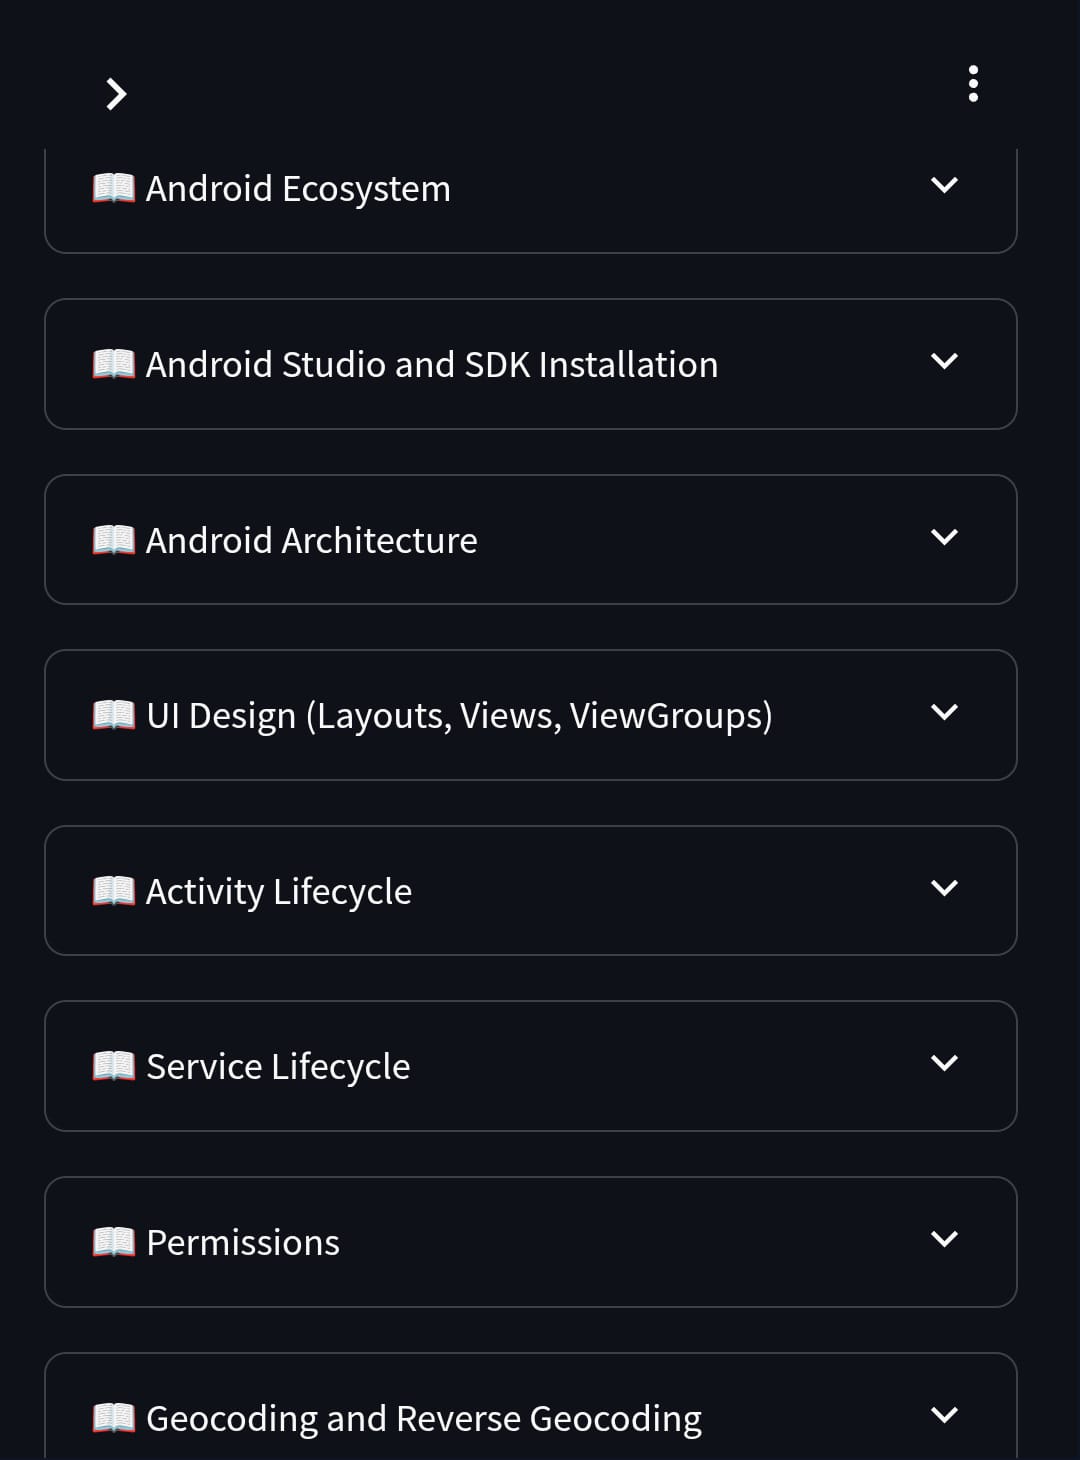 📖 Android Ecosystem
📖 Android Studio and SDK Installation
📖 Android Architecture
📖 UI Design (Layouts, Views, ViewGroups)
📖 Activity Lifecycle
📖 Service Lifecycle
📖 Permissions
📖 Geocoding and Reverse Geocoding